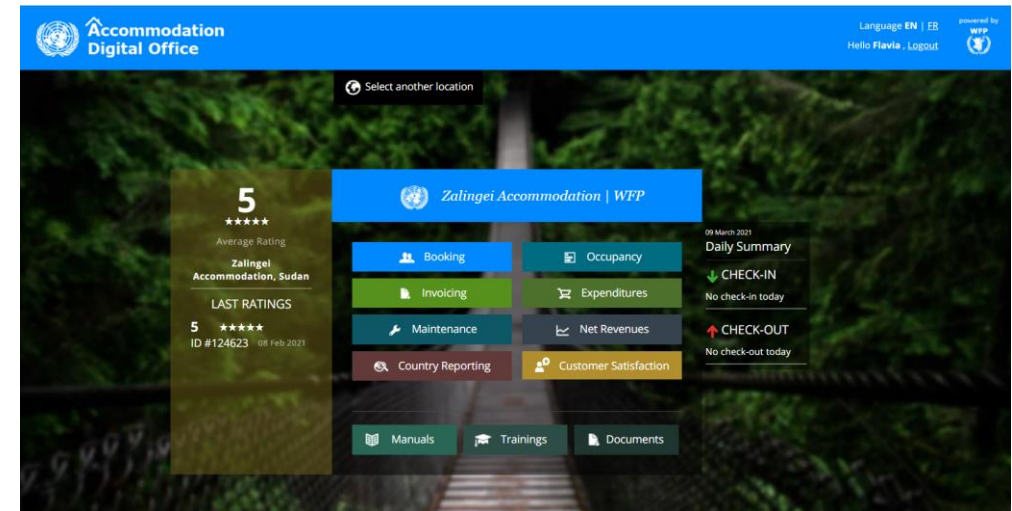 Accommodation
Digital Office
Language EN | FR
Hello Flavia , Logout
powered by
WFP
Select another location
5
★★★★★
Average Rating
Zalingei
Accommodation, Sudan
LAST RATINGS
5 ★★★★★
ID #124623 08 Feb 2021
Zalingei Accommodation | WFP
Booking
Occupancy
Invoicing
Expenditures
Maintenance
Net Revenues
Country Reporting
Customer Satisfaction
Manuals
Trainings
Documents
09 March 2021
Daily Summary
CHECK-IN
No check-in today
CHECK-OUT
No check-out today